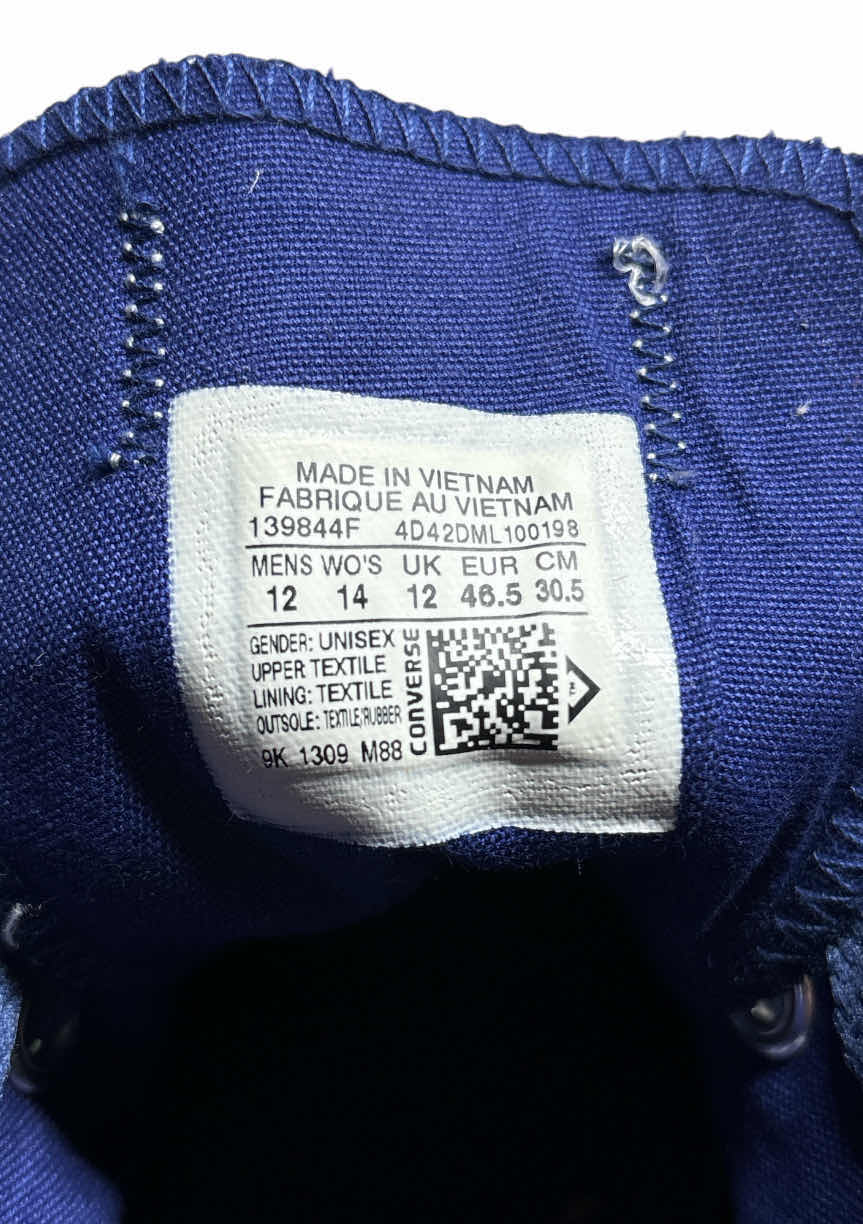 MADE IN VIETNAM
FABRIQUE AU VIETNAM
139844F 4D42DML100198
MENS WO'S UK EUR CM
12 14 12 46.5 30.5
GENDER: UNISEX
UPPER TEXTILE
LINING: TEXTILE
OUTSOLE: TEXTILE/RUBBER
9K 1309 M88
CONVERSE